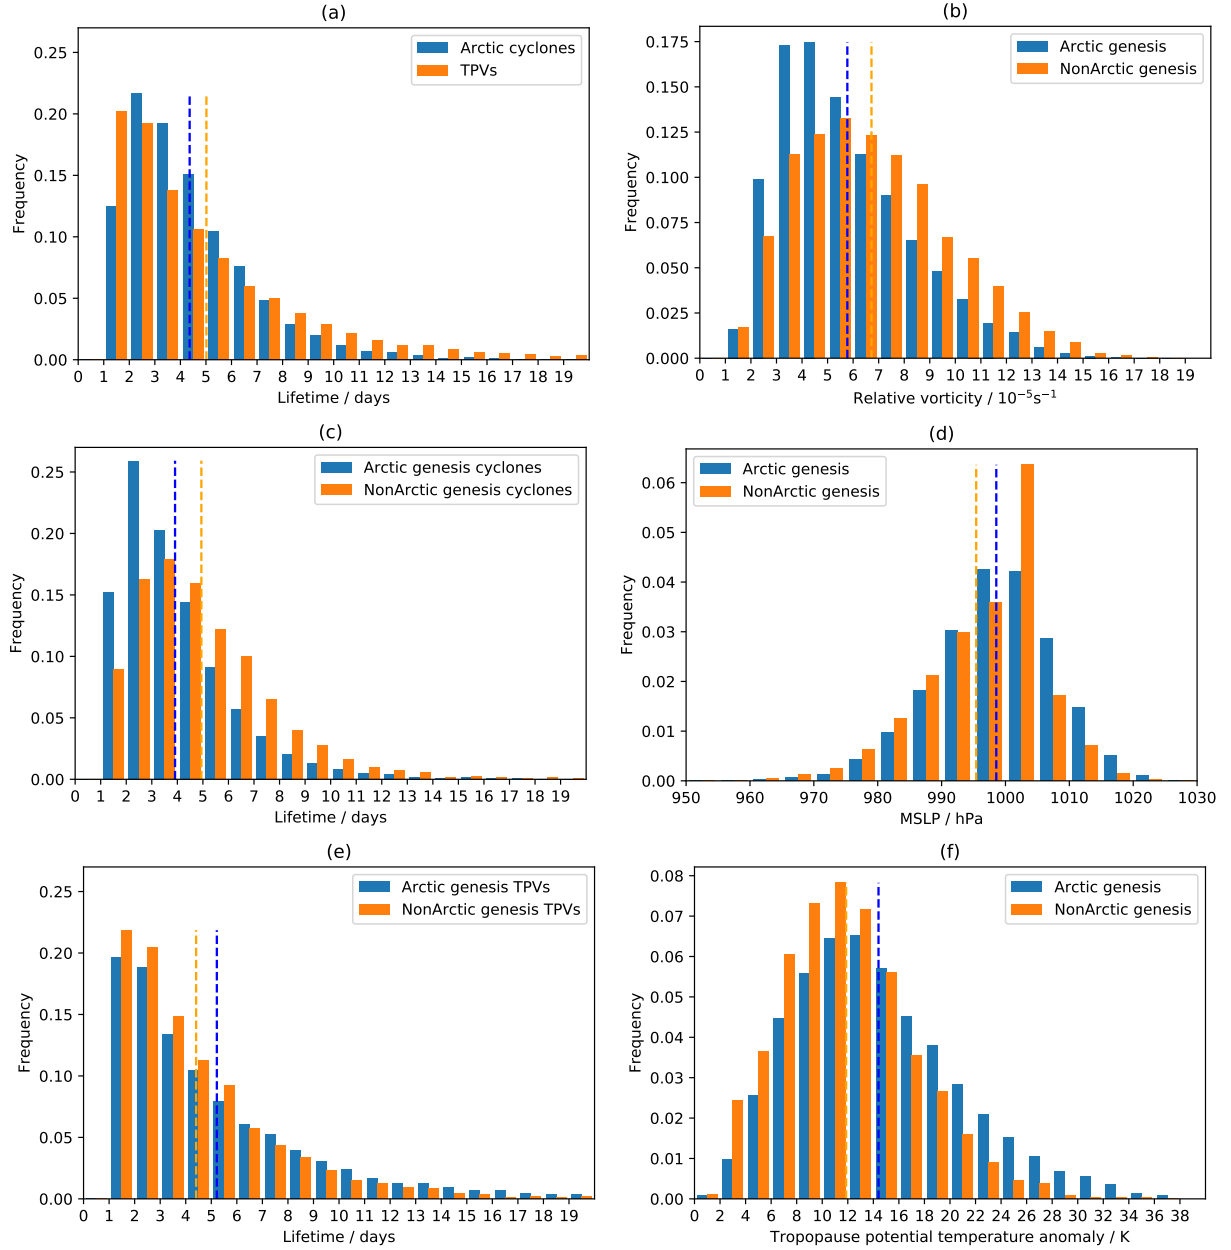 (a)
0.25
0.20
0.15
0.10
0.05
0.00
Frequency
Arctic cyclones
TPVs
0 1 2 3 4 5 6 7 8 9 10 11 12 13 14 15 16 17 18 19
Lifetime / days
(b)
0.175
0.150
0.125
0.100
0.075
0.050
0.025
0.000
Frequency
Arctic genesis
NonArctic genesis
0 1 2 3 4 5 6 7 8 9 10 11 12 13 14 15 16 17 18 19
Relative vorticity / 10⁻⁵s⁻¹
(c)
0.25
0.20
0.15
0.10
0.05
0.00
Frequency
Arctic genesis cyclones
NonArctic genesis cyclones
0 1 2 3 4 5 6 7 8 9 10 11 12 13 14 15 16 17 18 19
Lifetime / days
(d)
0.06
0.05
0.04
0.03
0.02
0.01
0.00
Frequency
Arctic genesis
NonArctic genesis
950 960 970 980 990 1000 1010 1020 1030
MSLP / hPa
(e)
0.25
0.20
0.15
0.10
0.05
0.00
Frequency
Arctic genesis TPVs
NonArctic genesis TPVs
0 1 2 3 4 5 6 7 8 9 10 11 12 13 14 15 16 17 18 19
Lifetime / days
(f)
0.08
0.07
0.06
0.05
0.04
0.03
0.02
0.01
0.00
Frequency
Arctic genesis
NonArctic genesis
0 2 4 6 8 10 12 14 16 18 20 22 24 26 28 30 32 34 36 38
Tropopause potential temperature anomaly / K